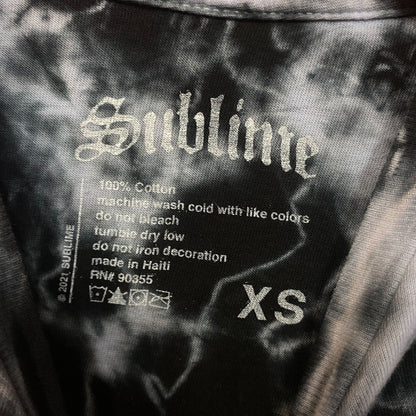 Sublime
100% Cotton
machine wash cold with like colors
do not bleach
tumble dry low
do not iron decoration
made in Haiti
RN# 90355
© 2021 SUBLIME
XS